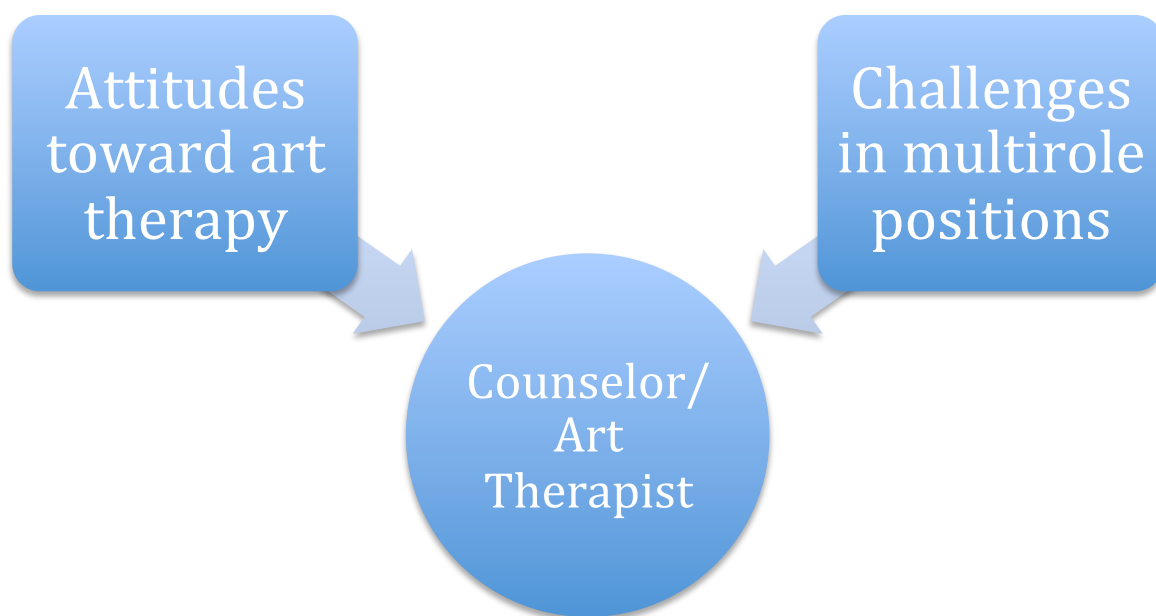 Attitudes
toward art
therapy
Challenges
in multirole
positions
Counselor/
Art
Therapist